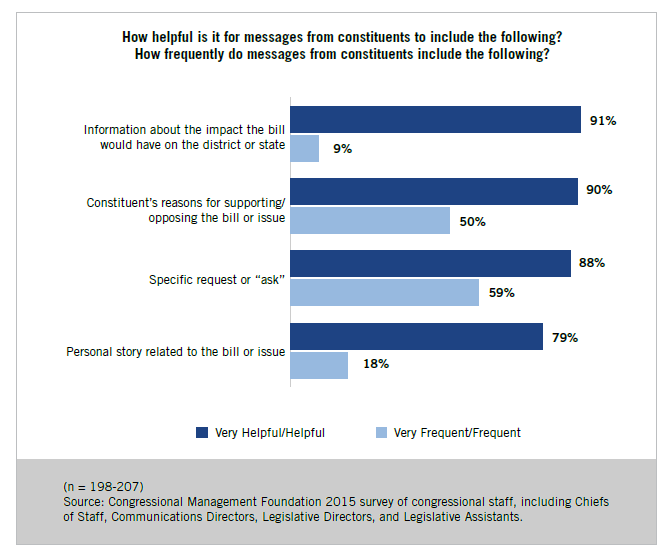 How helpful is it for messages from constituents to include the following?
How frequently do messages from constituents include the following?
Information about the impact the bill
would have on the district or state
91%
9%
Constituent's reasons for supporting/
opposing the bill or issue
90%
50%
Specific request or “ask”
88%
59%
Personal story related to the bill or issue
79%
18%
Very Helpful/Helpful
Very Frequent/Frequent
(n = 198-207)
Source: Congressional Management Foundation 2015 survey of congressional staff, including Chiefs
of Staff, Communications Directors, Legislative Directors, and Legislative Assistants.